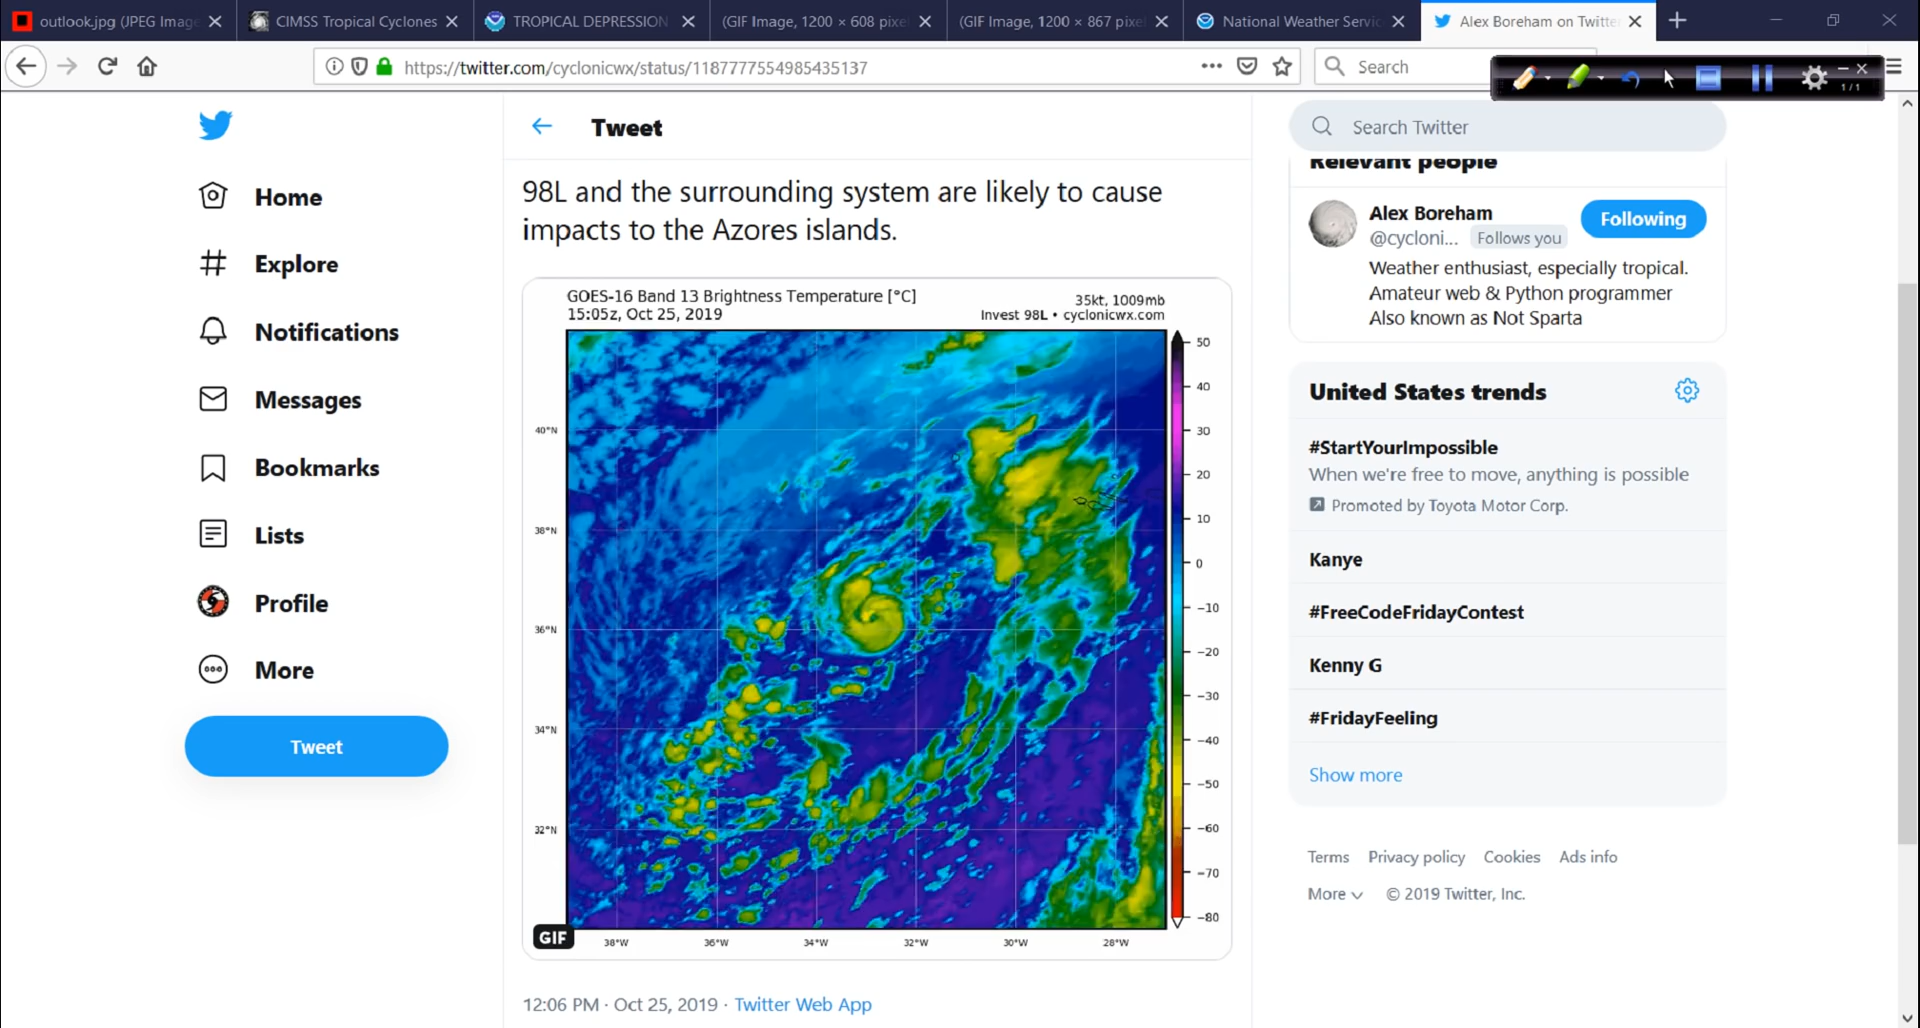 outlook.jpg (JPEG Image
CIMSS Tropical Cyclones
TROPICAL DEPRESSION
(GIF Image, 1200 × 608 pixel
(GIF Image, 1200 × 867 pixel
National Weather Servic
Alex Boreham on Twitte
https://twitter.com/cyclonicwx/status/1187777554985435137
Search
1/1
Tweet
Search Twitter
Home
Explore
Notifications
Messages
Bookmarks
Lists
Profile
More
Tweet
98L and the surrounding system are likely to cause
impacts to the Azores islands.
GOES-16 Band 13 Brightness Temperature [°C]
15:05z, Oct 25, 2019
35kt, 1009mb
Invest 98L • cyclonicwx.com
40°N
38°N
36°N
34°N
32°N
38°W 36°W 34°W 32°W 30°W 28°W
50
40
30
20
10
0
−10
−20
−30
−40
−50
−60
−70
−80
GIF
12:06 PM · Oct 25, 2019 · Twitter Web App
Relevant people
Alex Boreham
@cycloni... Follows you
Following
Weather enthusiast, especially tropical.
Amateur web & Python programmer
Also known as Not Sparta
United States trends
#StartYourImpossible
When we're free to move, anything is possible
Promoted by Toyota Motor Corp.
Kanye
#FreeCodeFridayContest
Kenny G
#FridayFeeling
Show more
Terms Privacy policy Cookies Ads info
More © 2019 Twitter, Inc.